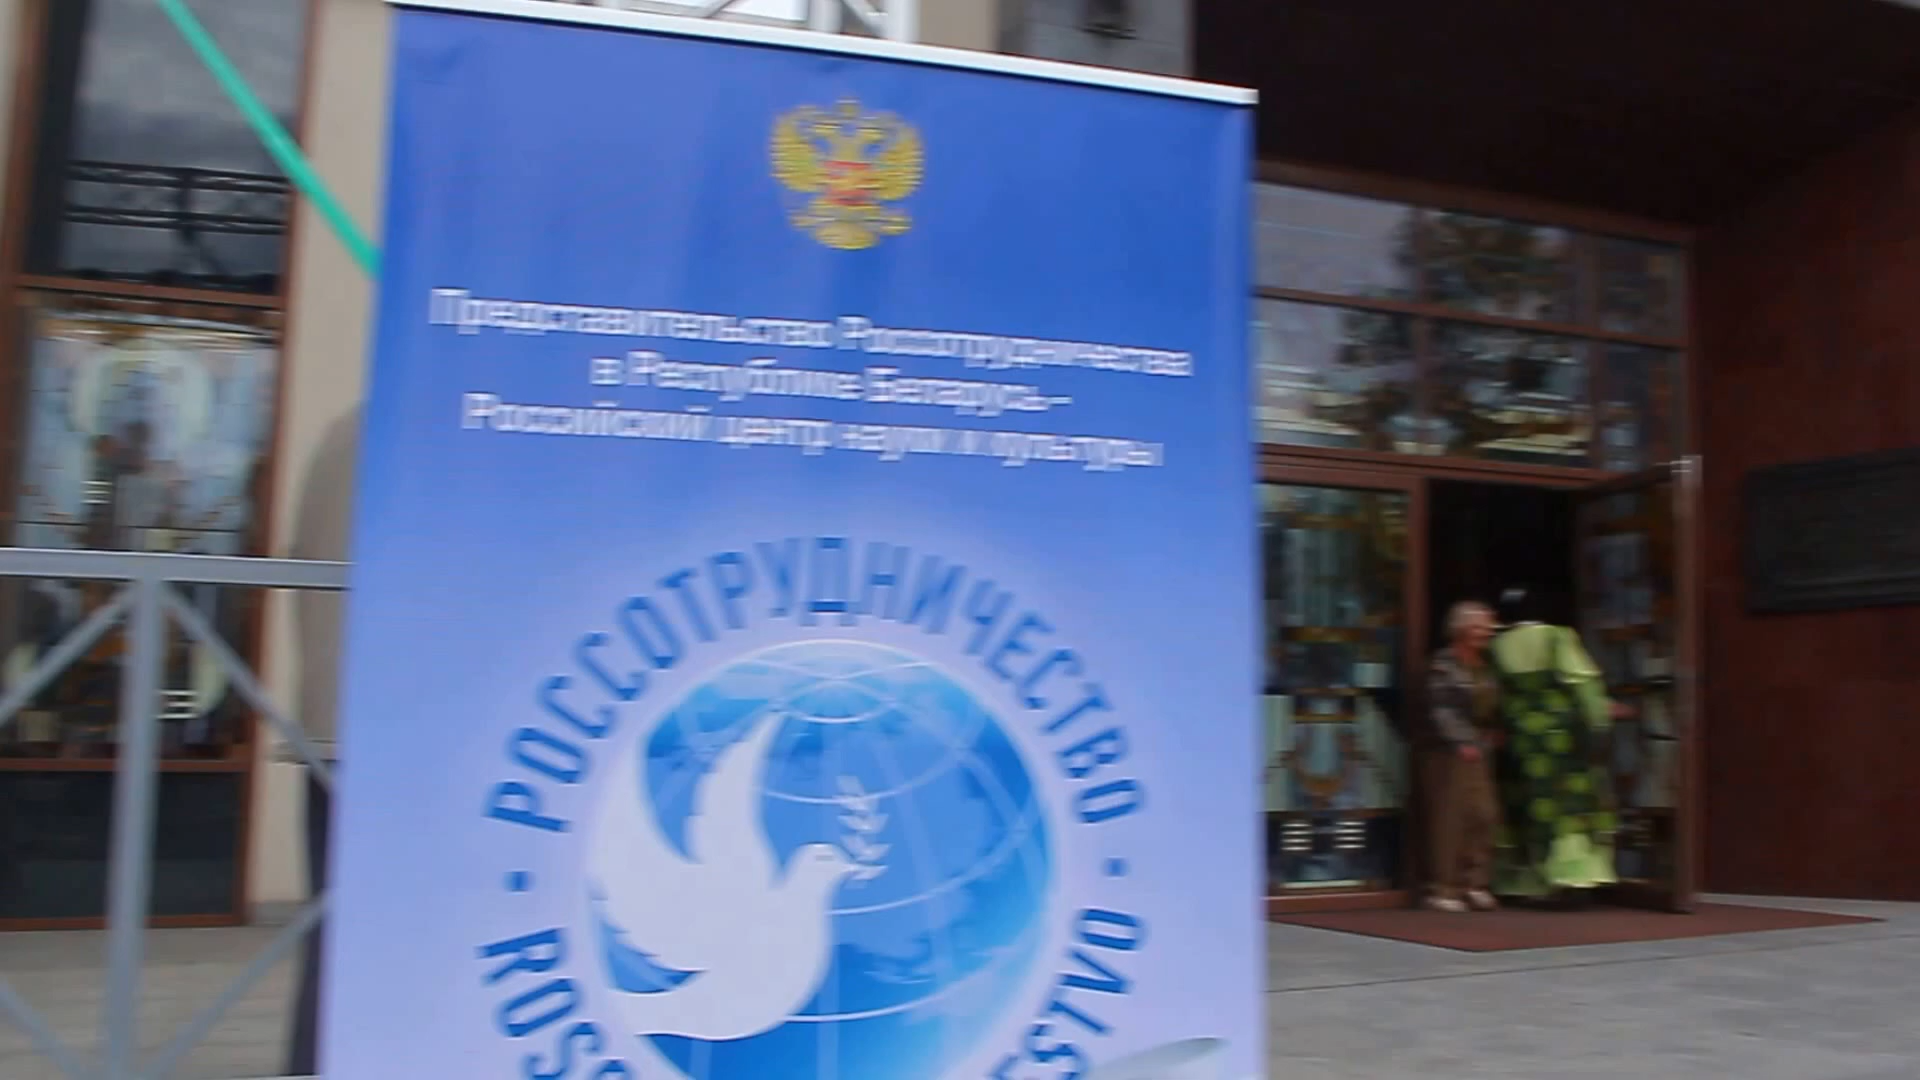 Представительство Россотрудничества
в Республике Беларусь -
Российский центр науки и культуры
РОССОТРУДНИЧЕСТВО